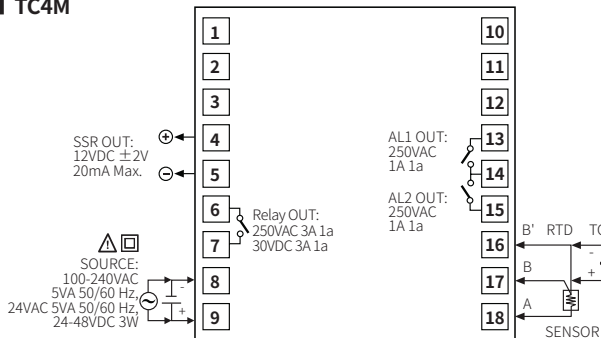 TC4M
1
2
3
4
5
6
7
8
9
10
11
12
13
14
15
16
17
18
SSR OUT:
12VDC ±2V
20mA Max.
+
-
Relay OUT:
250VAC 3A 1a
30VDC 3A 1a
SOURCE:
100-240VAC
5VA 50/60 Hz,
24VAC 5VA 50/60 Hz,
24-48VDC 3W
-
+
AL1 OUT:
250VAC
1A 1a
AL2 OUT:
250VAC
1A 1a
B' RTD
B
A
-
+
SENSOR